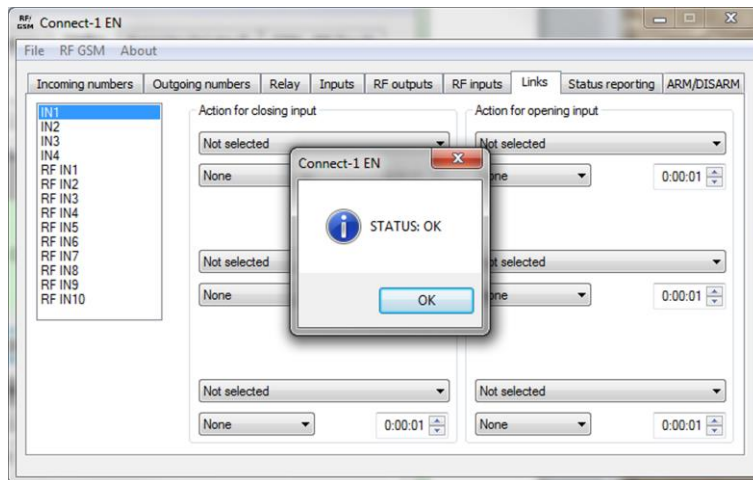 RF/
GSM Connect-1 EN
File RF GSM About
Incoming numbers Outgoing numbers Relay Inputs RF outputs RF inputs Links Status reporting ARM/DISARM
IN1
IN2
IN3
IN4
RF IN1
RF IN2
RF IN3
RF IN4
RF IN5
RF IN6
RF IN7
RF IN8
RF IN9
RF IN10
Action for closing input
Not selected
None
Not selected
None
Not selected
None 0:00:01
Action for opening input
Not selected
0:00:01
selected
0:00:01
Not selected
None 0:00:01
Connect-1 EN
STATUS: OK
OK